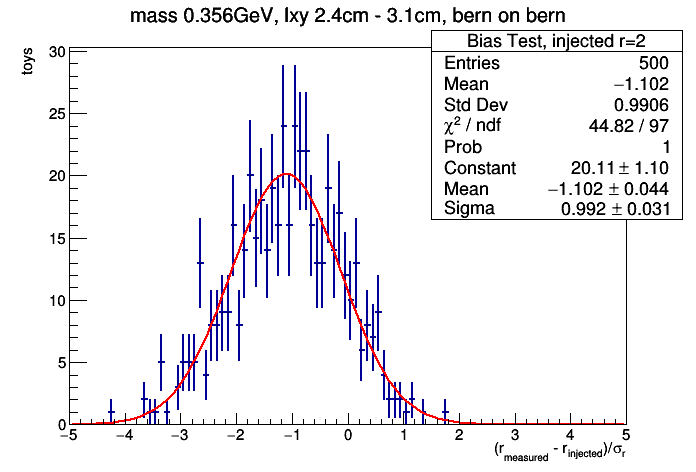 mass 0.356GeV, lxy 2.4cm - 3.1cm, bern on bern
Bias Test, injected r=2
Entries 500
Mean −1.102
Std Dev 0.9906
χ² / ndf 44.82 / 97
Prob 1
Constant 20.11 ± 1.10
Mean −1.102 ± 0.044
Sigma 0.992 ± 0.031
toys
30
25
20
15
10
5
0
−5 −4 −3 −2 −1 0 1 2 3 4 5
(r_measured - r_injected)/σ_r